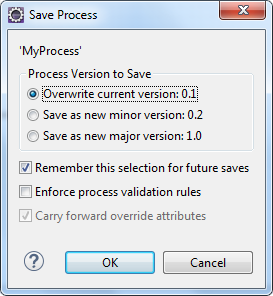 Save Process
'MyProcess'
Process Version to Save
Overwrite current version: 0.1
Save as new minor version: 0.2
Save as new major version: 1.0
Remember this selection for future saves
Enforce process validation rules
Carry forward override attributes
?
OK
Cancel